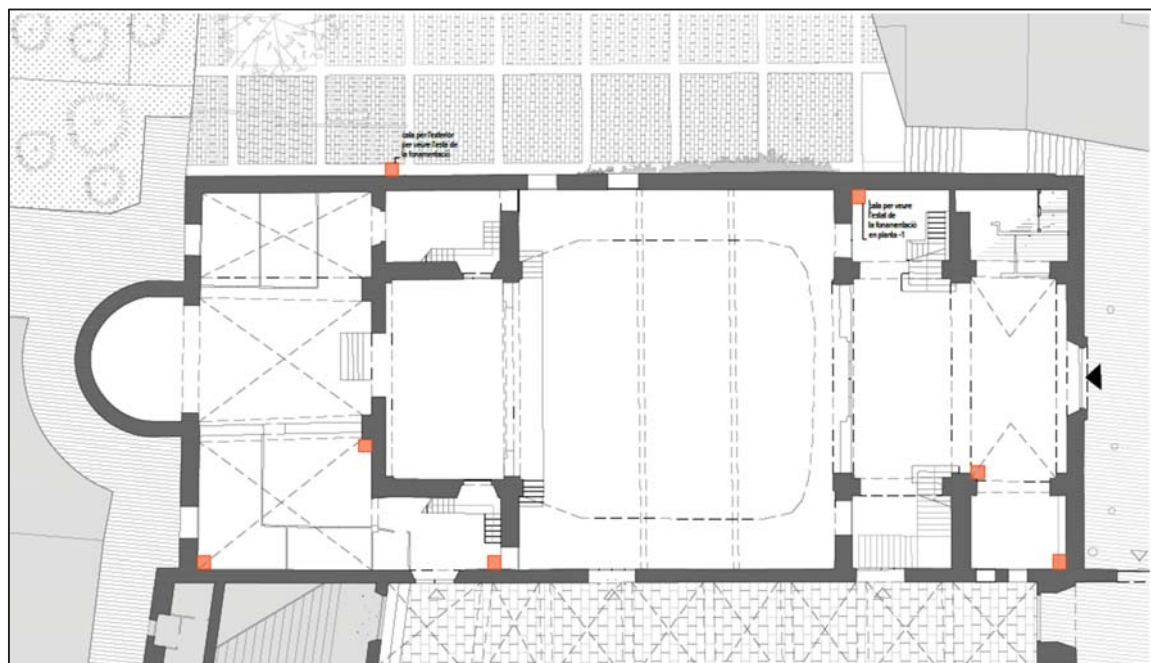 cala per l'exterior
per veure l'estat de
la fonamentació
cala per veure
l'estat de
la fonamentació
en planta -1